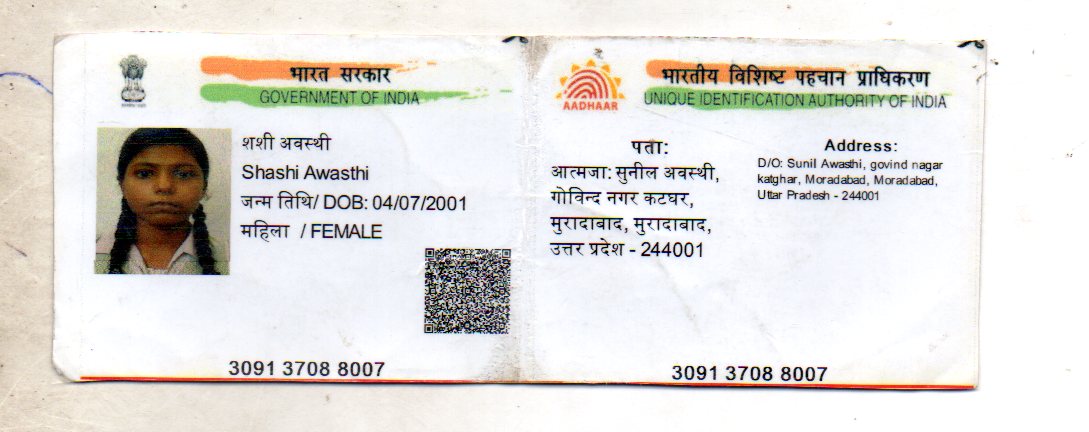 भारत सरकार
GOVERNMENT OF INDIA
शशी अवस्थी
Shashi Awasthi
जन्म तिथि/ DOB: 04/07/2001
महिला / FEMALE
3091 3708 8007
AADHAAR
भारतीय विशिष्ट पहचान प्राधिकरण
UNIQUE IDENTIFICATION AUTHORITY OF INDIA
पता:
आत्मजा: सुनील अवस्थी,
गोविन्द नगर कटघर,
मुरादाबाद, मुरादाबाद,
उत्तर प्रदेश - 244001
Address:
D/O: Sunil Awasthi, govind nagar
katghar, Moradabad, Moradabad,
Uttar Pradesh - 244001
3091 3708 8007